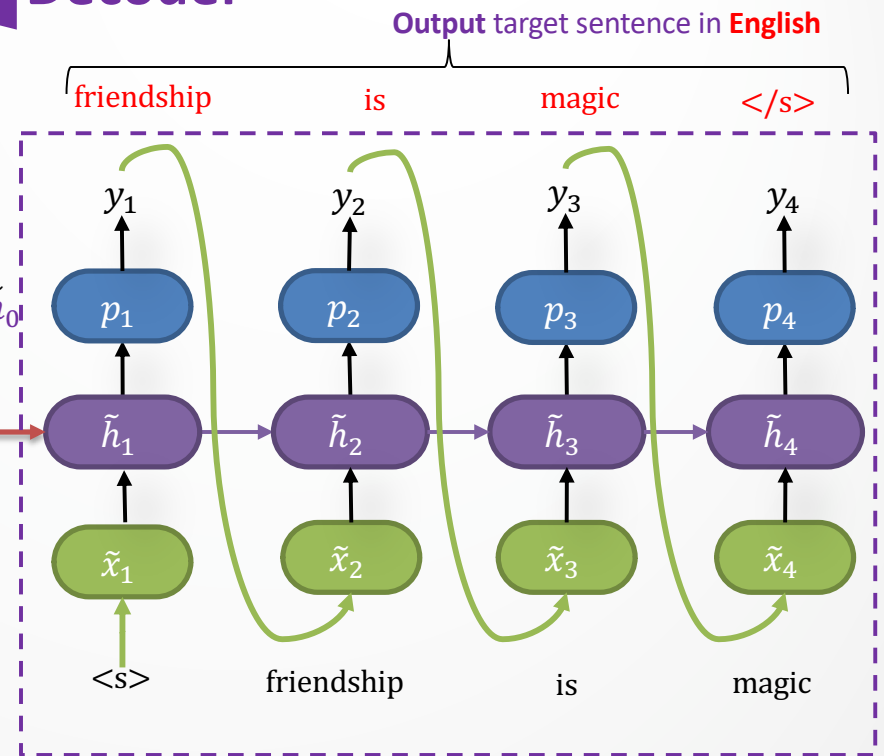 Output target sentence in English
friendship is magic </s>
y₁ y₂ y₃ y₄
p₁ p₂ p₃ p₄
h̃₁ h̃₂ h̃₃ h̃₄
x̃₁ x̃₂ x̃₃ x̃₄
<s> friendship is magic